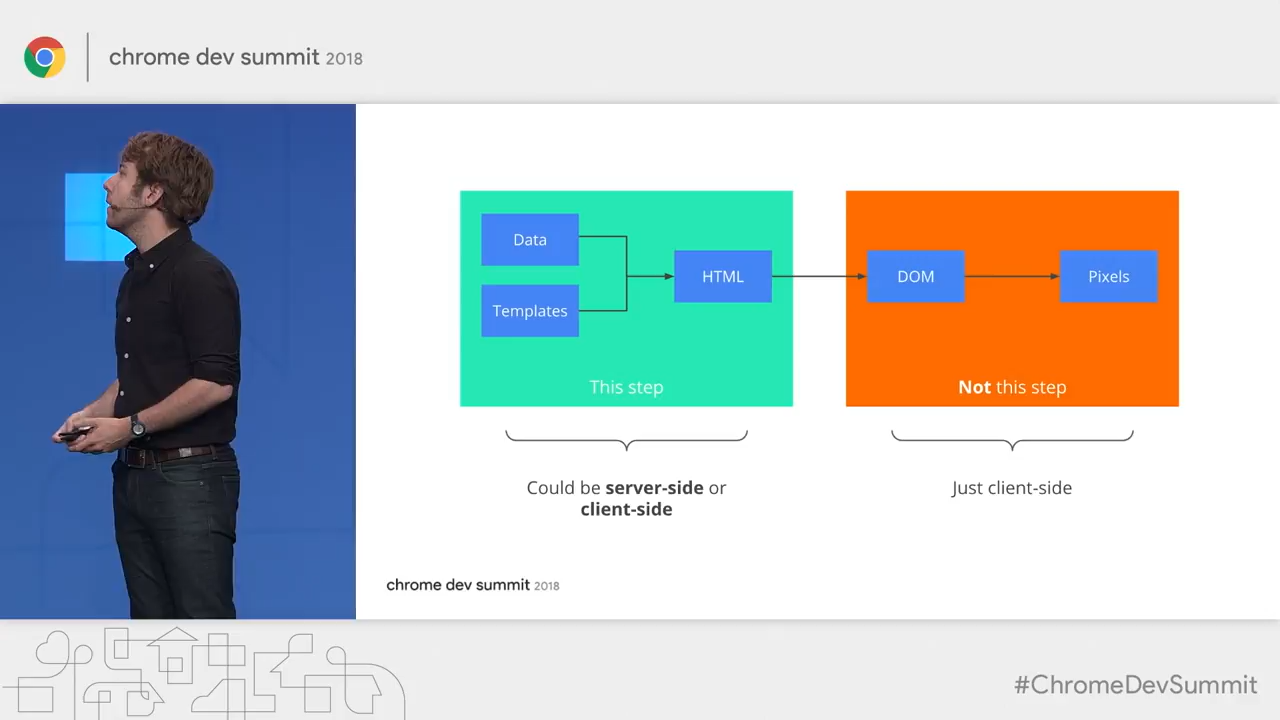 chrome dev summit 2018
Data
Templates
HTML
This step
DOM
Pixels
Not this step
Could be server-side or
client-side
Just client-side
chrome dev summit 2018
#ChromeDevSummit